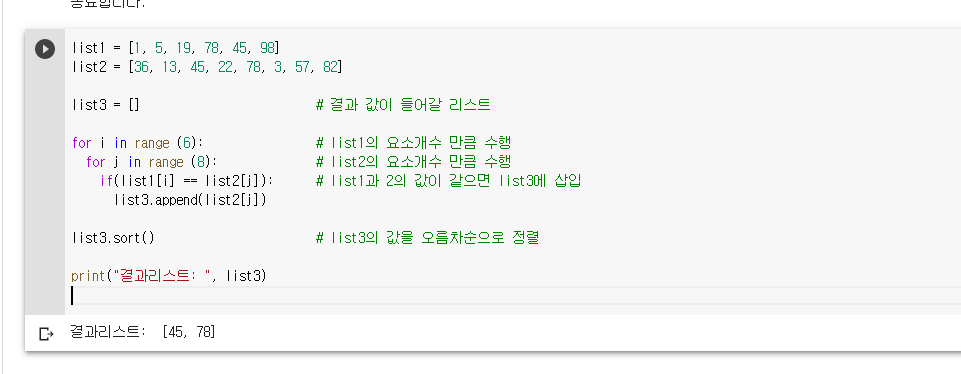 종료합니다.
list1 = [1, 5, 19, 78, 45, 98]
list2 = [36, 13, 45, 22, 78, 3, 57, 82]
list3 = [] # 결과 값이 들어갈 리스트
for i in range (6): # list1의 요소개수 만큼 수행
for j in range (8): # list2의 요소개수 만큼 수행
if(list1[i] == list2[j]): # list1과 2의 값이 같으면 list3에 삽입
list3.append(list2[j])
list3.sort() # list3의 값을 오름차순으로 정렬
print("결과리스트: ", list3)
결과리스트: [45, 78]